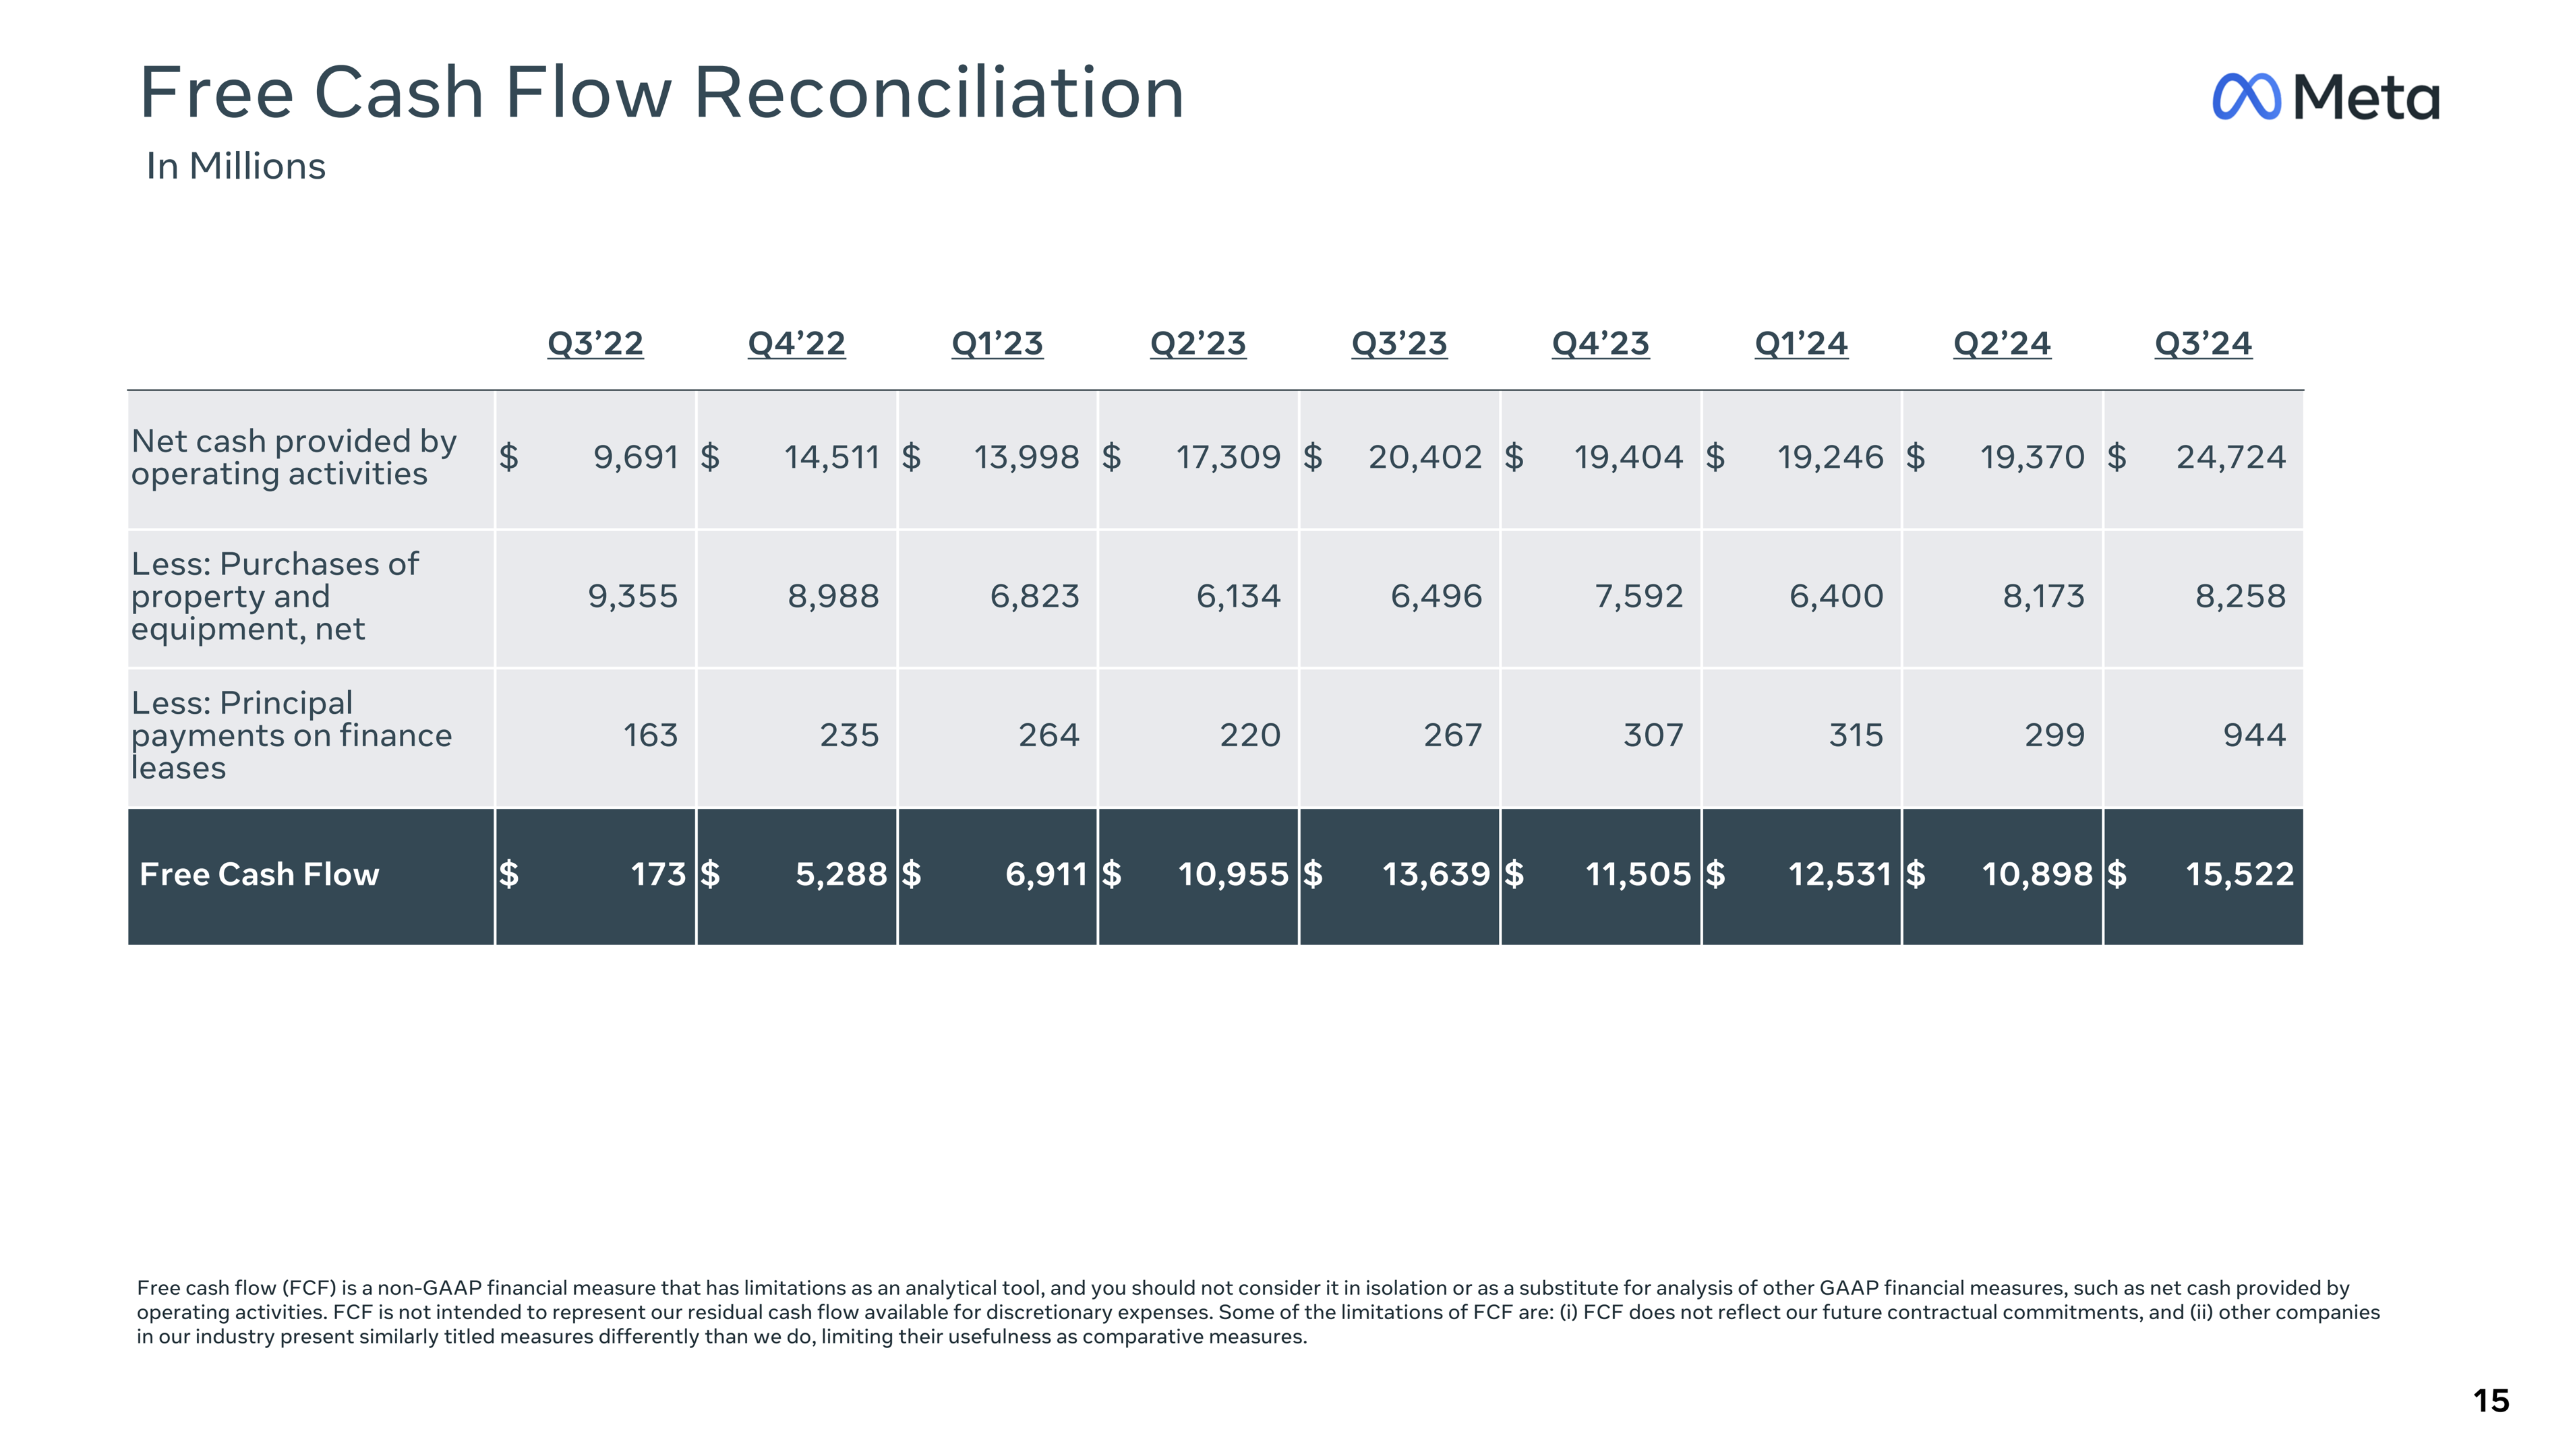 Free Cash Flow Reconciliation
Meta
In Millions
Q3’22 Q4’22 Q1’23 Q2’23 Q3’23 Q4’23 Q1’24 Q2’24 Q3’24
Net cash provided by
operating activities
$ 9,691 $ 14,511 $ 13,998 $ 17,309 $ 20,402 $ 19,404 $ 19,246 $ 19,370 $ 24,724
Less: Purchases of
property and
equipment, net
9,355 8,988 6,823 6,134 6,496 7,592 6,400 8,173 8,258
Less: Principal
payments on finance
leases
163 235 264 220 267 307 315 299 944
Free Cash Flow $ 173 $ 5,288 $ 6,911 $ 10,955 $ 13,639 $ 11,505 $ 12,531 $ 10,898 $ 15,522
Free cash flow (FCF) is a non-GAAP financial measure that has limitations as an analytical tool, and you should not consider it in isolation or as a substitute for analysis of other GAAP financial measures, such as net cash provided by
operating activities. FCF is not intended to represent our residual cash flow available for discretionary expenses. Some of the limitations of FCF are: (i) FCF does not reflect our future contractual commitments, and (ii) other companies
in our industry present similarly titled measures differently than we do, limiting their usefulness as comparative measures.
15